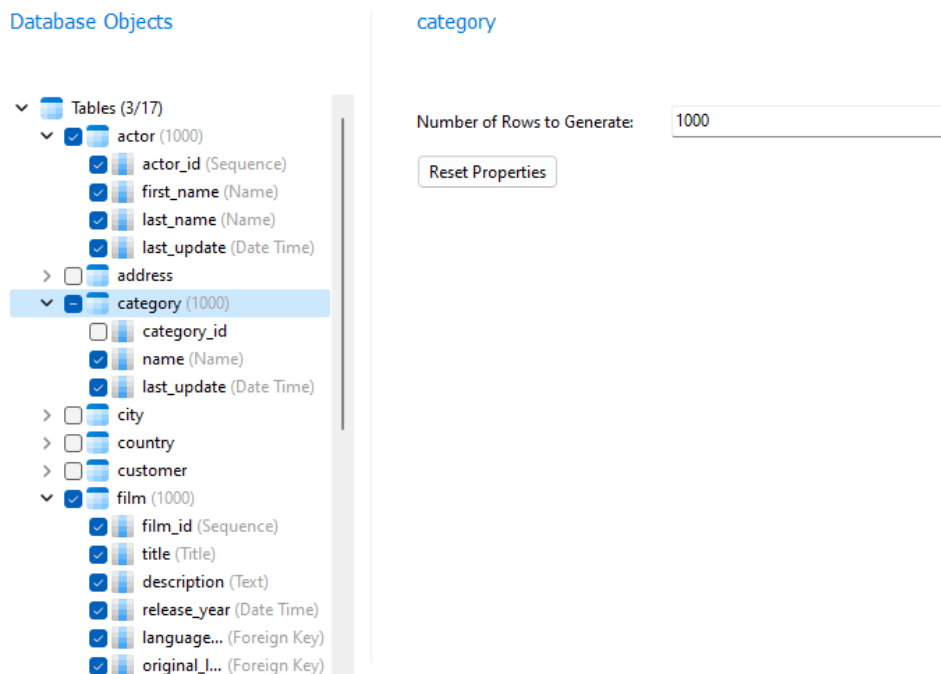 Database Objects
category
Tables (3/17)
actor (1000)
actor_id (Sequence)
first_name (Name)
last_name (Name)
last_update (Date Time)
address
category (1000)
category_id
name (Name)
last_update (Date Time)
city
country
customer
film (1000)
film_id (Sequence)
title (Title)
description (Text)
release_year (Date Time)
language... (Foreign Key)
original_l... (Foreign Key)
Number of Rows to Generate: 1000
Reset Properties